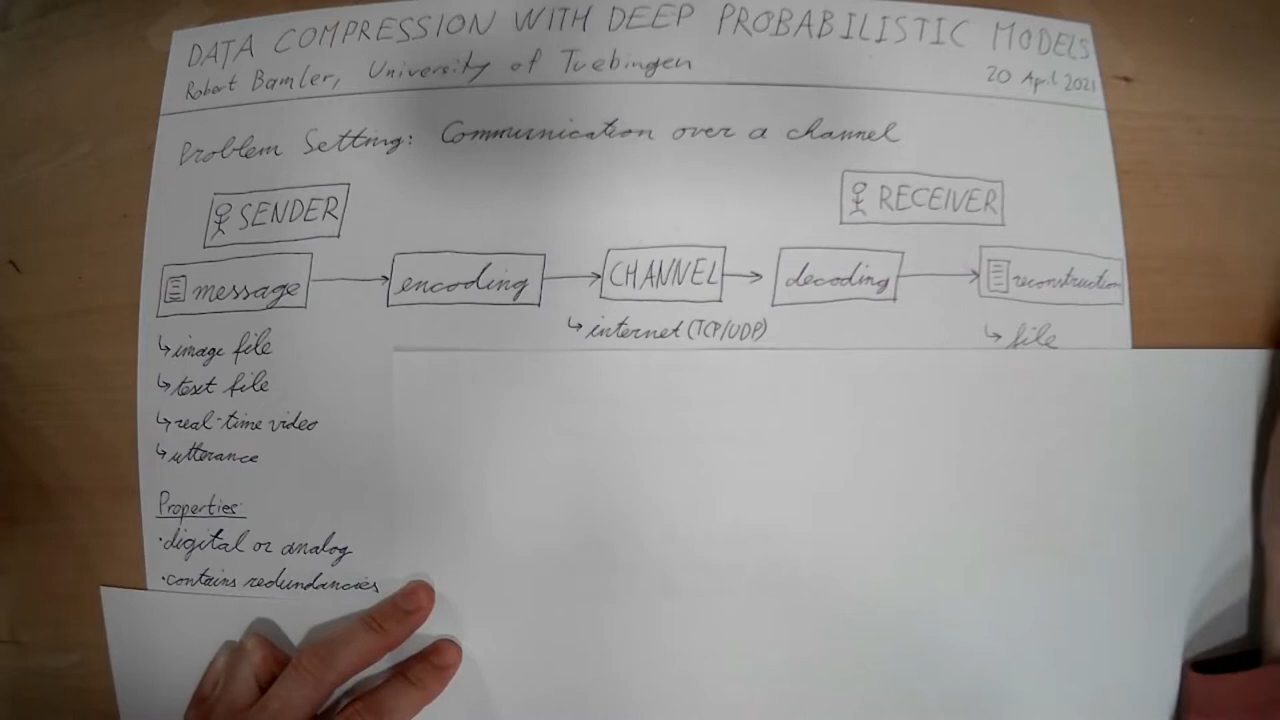 DATA COMPRESSION WITH DEEP PROBABILISTIC MODELS
Robert Bamler, University of Tuebingen
20 April 2021
Problem Setting: Communication over a channel
SENDER
RECEIVER
message
encoding
CHANNEL
decoding
reconstruction
↳internet (TCP/UDP)
↳ file
↳image file
↳text file
↳real-time video
↳utterance
Properties:
·digital or analog
·contains redundancies